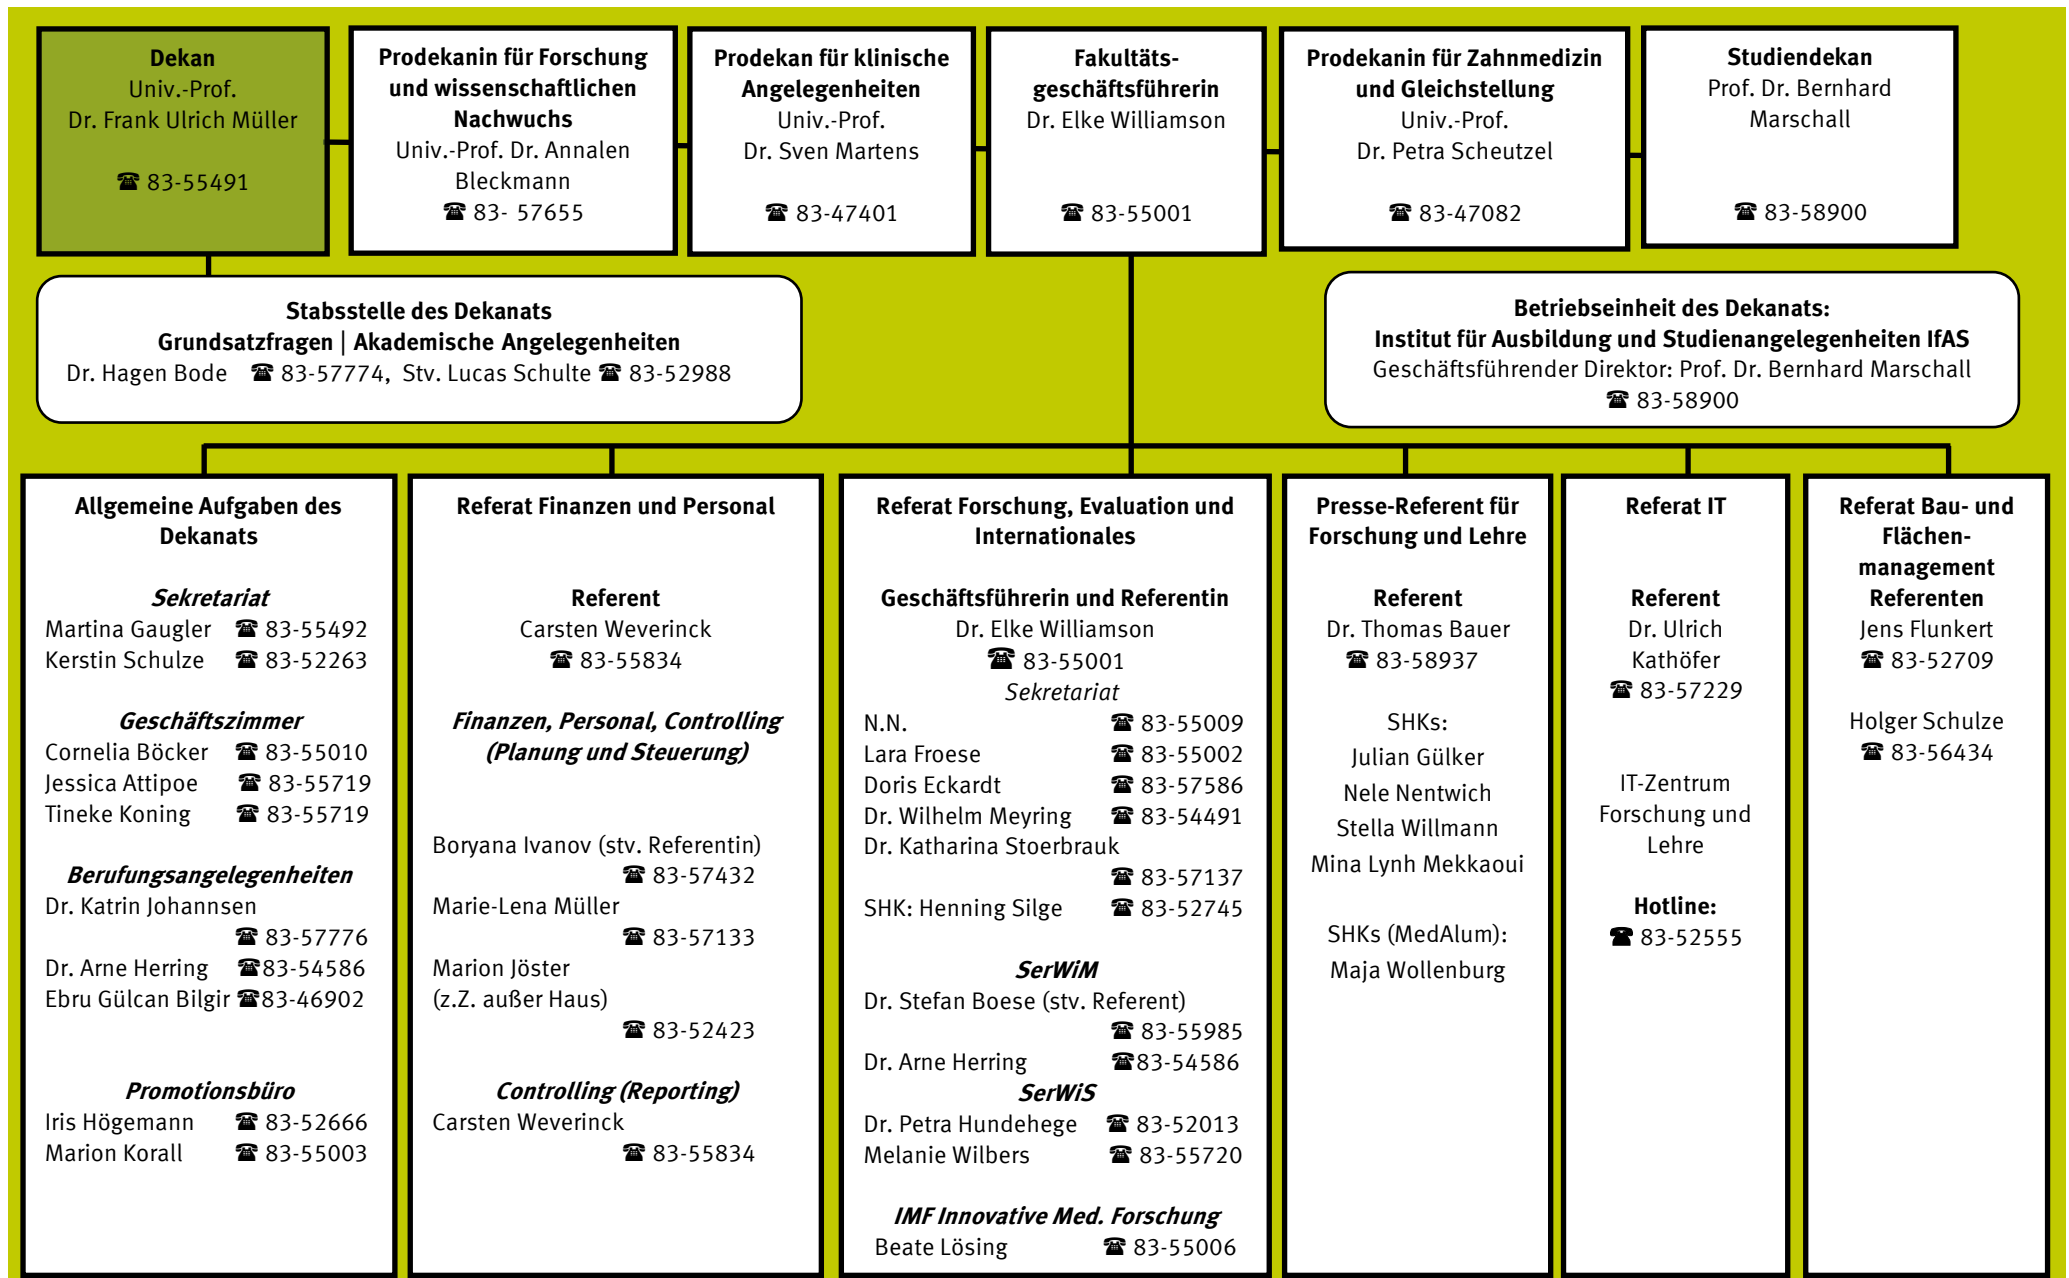 Dekan
Univ.-Prof.
Dr. Frank Ulrich Müller
☎ 83-55491
Prodekanin für Forschung
und wissenschaftlichen
Nachwuchs
Univ.-Prof. Dr. Annalen
Bleckmann
☎ 83- 57655
Prodekan für klinische
Angelegenheiten
Univ.-Prof.
Dr. Sven Martens
☎ 83-47401
Fakultäts-
geschäftsführerin
Dr. Elke Williamson
☎ 83-55001
Prodekanin für Zahnmedizin
und Gleichstellung
Univ.-Prof.
Dr. Petra Scheutzel
☎ 83-47082
Studiendekan
Prof. Dr. Bernhard
Marschall
☎ 83-58900
Stabsstelle des Dekanats
Grundsatzfragen | Akademische Angelegenheiten
Dr. Hagen Bode ☎ 83-57774, Stv. Lucas Schulte ☎ 83-52988
Betriebseinheit des Dekanats:
Institut für Ausbildung und Studienangelegenheiten IfAS
Geschäftsführender Direktor: Prof. Dr. Bernhard Marschall
☎ 83-58900
Allgemeine Aufgaben des
Dekanats
Sekretariat
Martina Gaugler ☎ 83-55492
Kerstin Schulze ☎ 83-52263
Geschäftszimmer
Cornelia Böcker ☎ 83-55010
Jessica Attipoe ☎ 83-55719
Tineke Koning ☎ 83-55719
Berufungsangelegenheiten
Dr. Katrin Johannsen
☎ 83-57776
Dr. Arne Herring ☎83-54586
Ebru Gülcan Bilgir ☎83-46902
Promotionsbüro
Iris Högemann ☎ 83-52666
Marion Korall ☎ 83-55003
Referat Finanzen und Personal
Referent
Carsten Weverinck
☎ 83-55834
Finanzen, Personal, Controlling
(Planung und Steuerung)
Boryana Ivanov (stv. Referentin)
☎ 83-57432
Marie-Lena Müller
☎ 83-57133
Marion Jöster
(z.Z. außer Haus)
☎ 83-52423
Controlling (Reporting)
Carsten Weverinck
☎ 83-55834
Referat Forschung, Evaluation und
Internationales
Geschäftsführerin und Referentin
Dr. Elke Williamson
☎ 83-55001
Sekretariat
N.N. ☎ 83-55009
Lara Froese ☎ 83-55002
Doris Eckardt ☎ 83-57586
Dr. Wilhelm Meyring ☎ 83-54491
Dr. Katharina Stoerbrauk
☎ 83-57137
SHK: Henning Silge ☎ 83-52745
SerWiM
Dr. Stefan Boese (stv. Referent)
☎ 83-55985
Dr. Arne Herring ☎83-54586
SerWiS
Dr. Petra Hundehege ☎ 83-52013
Melanie Wilbers ☎ 83-55720
IMF Innovative Med. Forschung
Beate Lösing ☎ 83-55006
Presse-Referent für
Forschung und Lehre
Referent
Dr. Thomas Bauer
☎ 83-58937
SHKs:
Julian Gülker
Nele Nentwich
Stella Willmann
Mina Lynh Mekkaoui
SHKs (MedAlum):
Maja Wollenburg
Referat IT
Referent
Dr. Ulrich
Kathöfer
☎ 83-57229
IT-Zentrum
Forschung und
Lehre
Hotline:
☎ 83-52555
Referat Bau- und
Flächen-
management
Referenten
Jens Flunkert
☎ 83-52709
Holger Schulze
☎ 83-56434